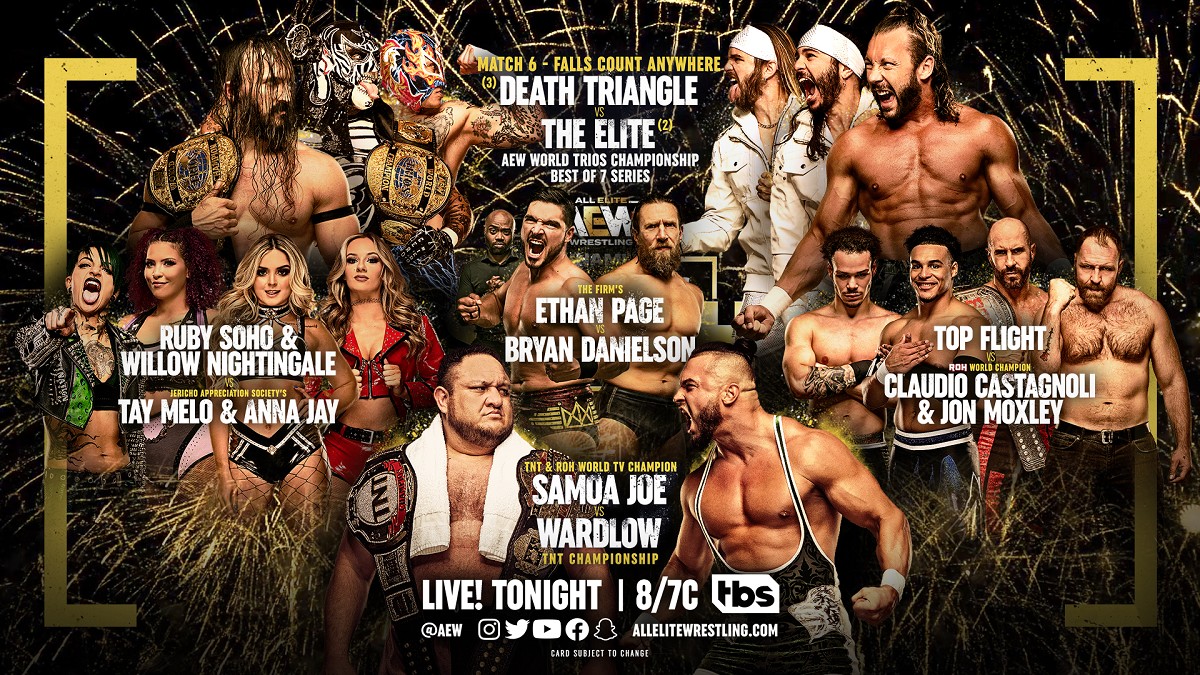 MATCH 6 - FALLS COUNT ANYWHERE
(3) DEATH TRIANGLE
VS
THE ELITE (2)
AEW WORLD TRIOS CHAMPIONSHIP
BEST OF 7 SERIES
ALL ELITE
AEW
WRESTLING
THE FIRM'S
ETHAN PAGE
VS
BRYAN DANIELSON
RUBY SOHO &
WILLOW NIGHTINGALE
VS
JERICHO APPRECIATION SOCIETY'S
TAY MELO & ANNA JAY
TOP FLIGHT
VS
ROH WORLD CHAMPION
CLAUDIO CASTAGNOLI
& JON MOXLEY
TNT & ROH WORLD TV CHAMPION
SAMOA JOE
VS
WARDLOW
TNT CHAMPIONSHIP
TNT
LIVE! TONIGHT | 8/7C tbs
@AEW ALLELITEWRESTLING.COM
CARD SUBJECT TO CHANGE